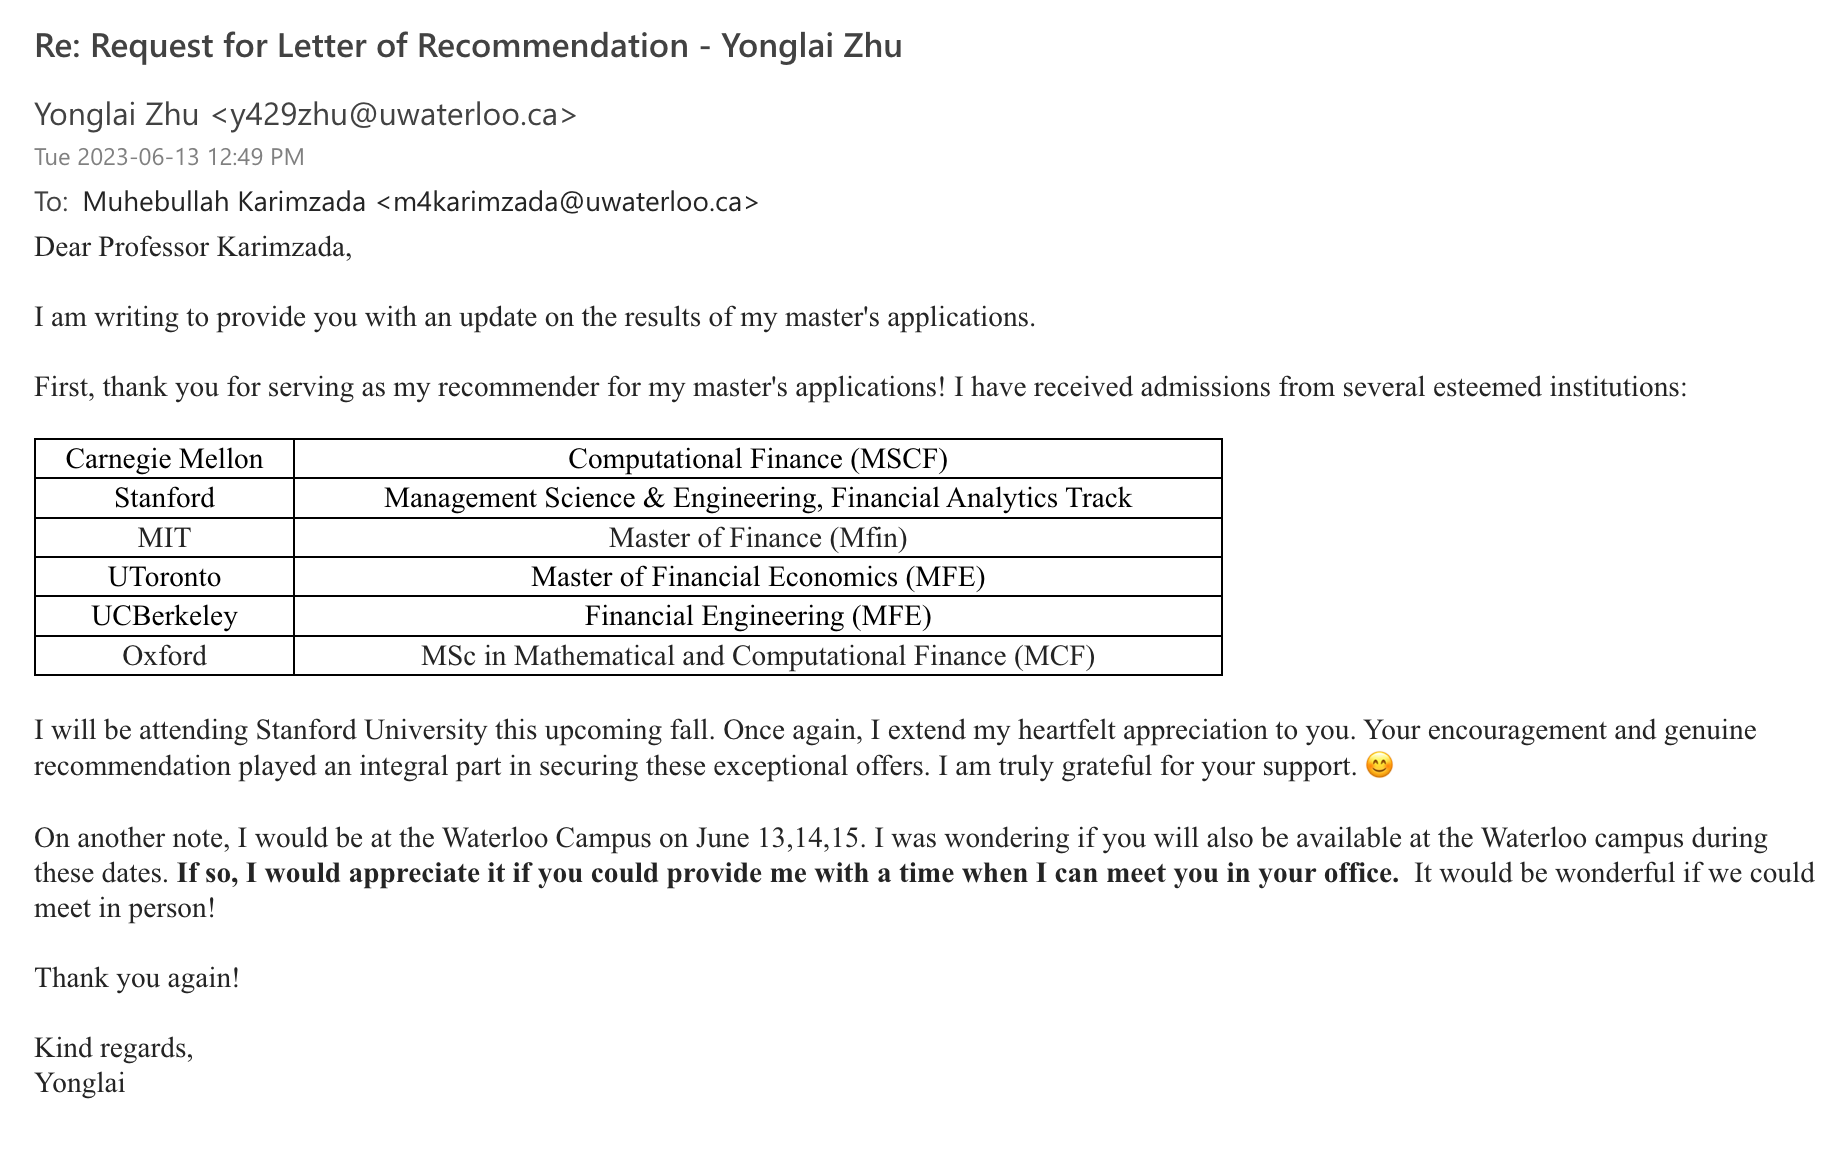 Re: Request for Letter of Recommendation - Yonglai Zhu
Yonglai Zhu <y429zhu@uwaterloo.ca>
Tue 2023-06-13 12:49 PM
To: Muhebullah Karimzada <m4karimzada@uwaterloo.ca>
Dear Professor Karimzada,
I am writing to provide you with an update on the results of my master's applications.
First, thank you for serving as my recommender for my master's applications! I have received admissions from several esteemed institutions:
Carnegie Mellon Computational Finance (MSCF)
Stanford Management Science & Engineering, Financial Analytics Track
MIT Master of Finance (Mfin)
UToronto Master of Financial Economics (MFE)
UCBerkeley Financial Engineering (MFE)
Oxford MSc in Mathematical and Computational Finance (MCF)
I will be attending Stanford University this upcoming fall. Once again, I extend my heartfelt appreciation to you. Your encouragement and genuine
recommendation played an integral part in securing these exceptional offers. I am truly grateful for your support. 😊
On another note, I would be at the Waterloo Campus on June 13,14,15. I was wondering if you will also be available at the Waterloo campus during
these dates. If so, I would appreciate it if you could provide me with a time when I can meet you in your office. It would be wonderful if we could
meet in person!
Thank you again!
Kind regards,
Yonglai